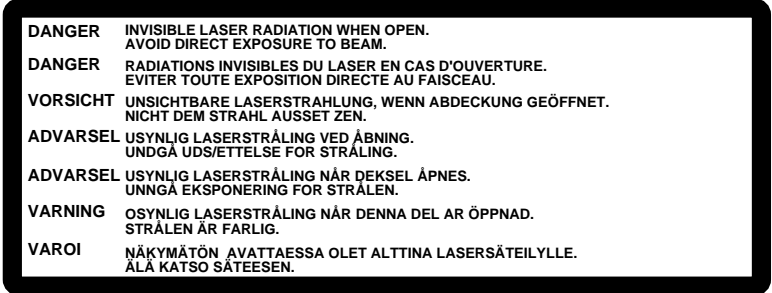 DANGER INVISIBLE LASER RADIATION WHEN OPEN.
AVOID DIRECT EXPOSURE TO BEAM.
DANGER RADIATIONS INVISIBLES DU LASER EN CAS D'OUVERTURE.
EVITER TOUTE EXPOSITION DIRECTE AU FAISCEAU.
VORSICHT UNSICHTBARE LASERSTRAHLUNG, WENN ABDECKUNG GEÖFFNET.
NICHT DEM STRAHL AUSSET ZEN.
ADVARSEL USYNLIG LASERSTRÅLING VED ÅBNING.
UNDGÅ UDS/ETTELSE FOR STRÅLING.
ADVARSEL USYNLIG LASERSTRÅLING NÅR DEKSEL ÅPNES.
UNNGÅ EKSPONERING FOR STRÅLEN.
VARNING OSYNLIG LASERSTRÅLING NÅR DENNA DEL AR ÖPPNAD.
STRÅLEN ÄR FARLIG.
VAROI NÄKYMÄTÖN AVATTAESSA OLET ALTTINA LASERSÄTEILYLLE.
ÄLÄ KATSO SÄTEESEN.